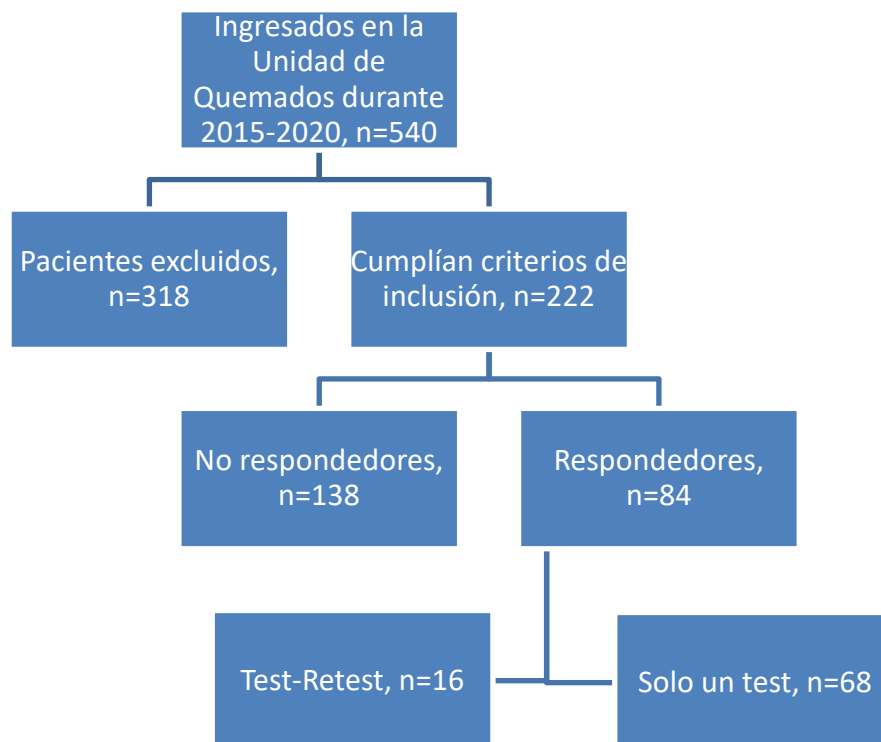 Ingresados en la
Unidad de
Quemados durante
2015-2020, n=540
Pacientes excluidos,
n=318
Cumplían criterios de
inclusión, n=222
No respondedores,
n=138
Respondedores,
n=84
Test-Retest, n=16
Solo un test, n=68